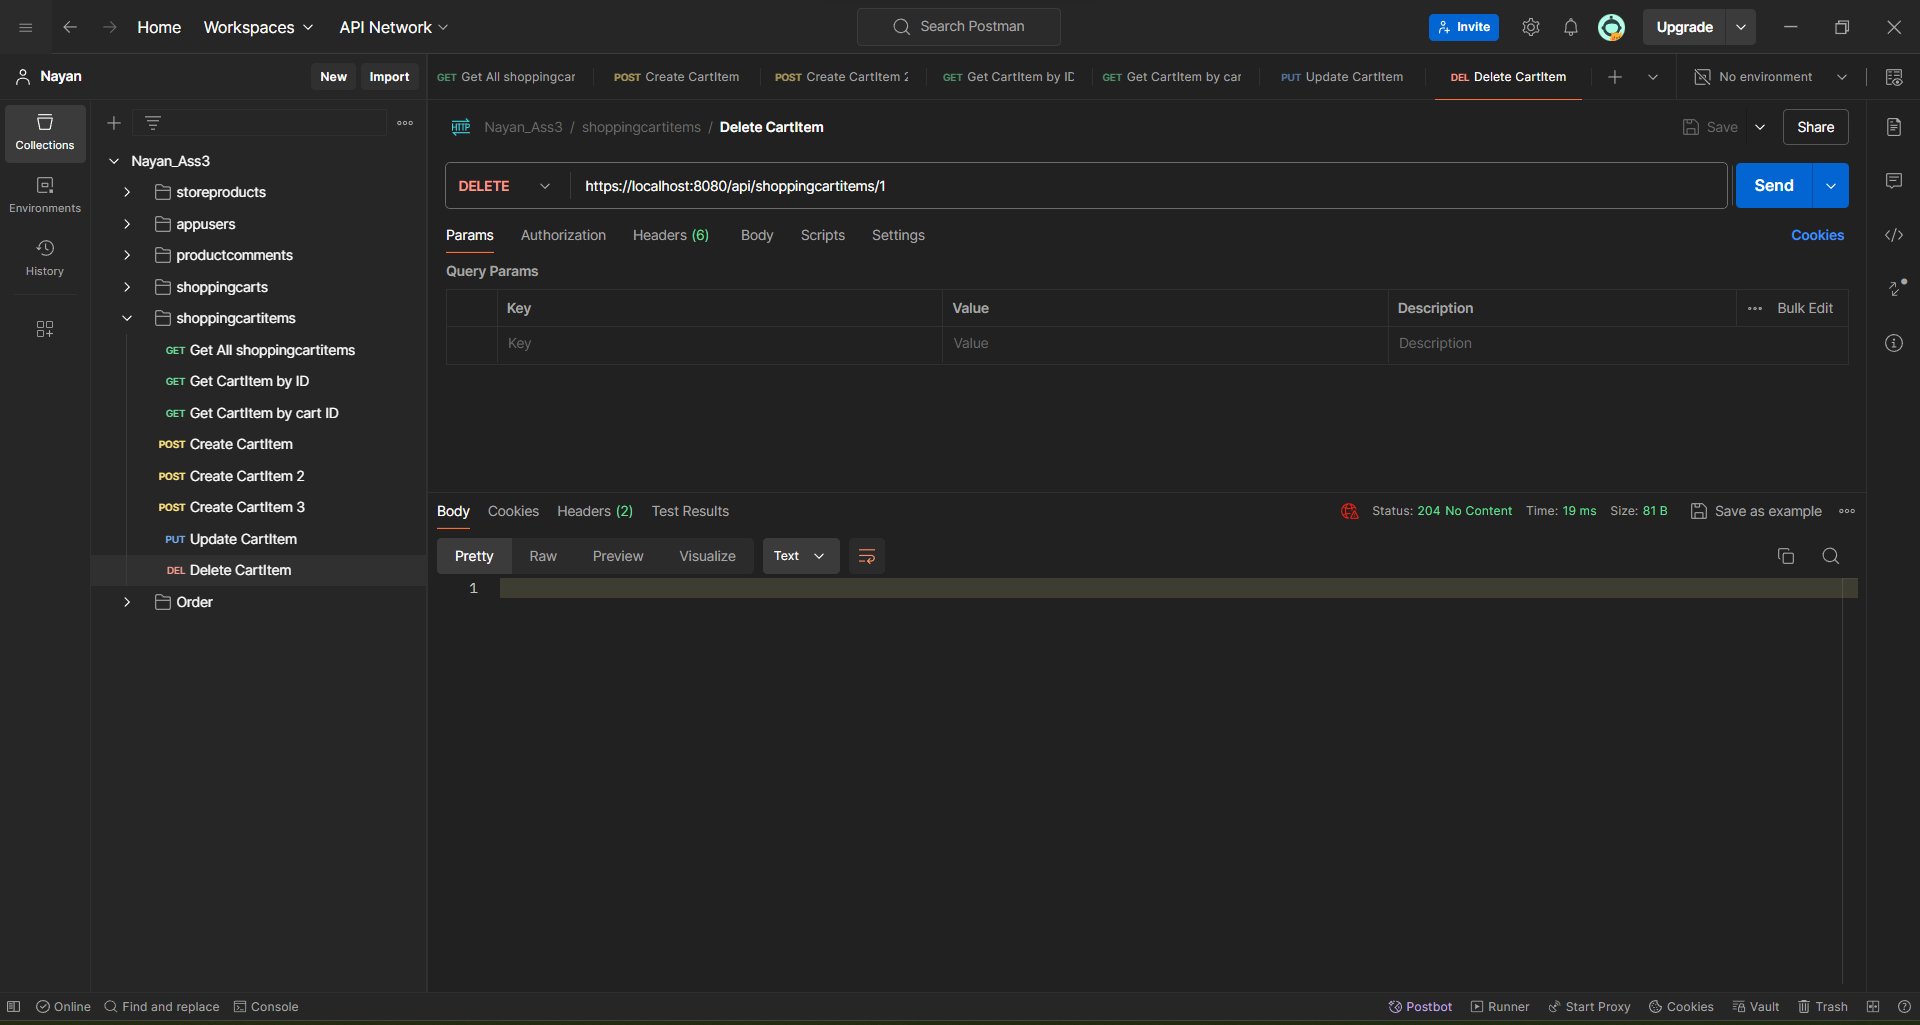 Home Workspaces API Network Search Postman Invite Upgrade
Nayan New Import
GET Get All shoppingcar POST Create CartItem POST Create CartItem 2 GET Get CartItem by ID GET Get CartItem by car PUT Update CartItem DEL Delete CartItem No environment
Collections
Environments
History
Nayan_Ass3
storeproducts
appusers
productcomments
shoppingcarts
shoppingcartitems
GET Get All shoppingcartitems
GET Get CartItem by ID
GET Get CartItem by cart ID
POST Create CartItem
POST Create CartItem 2
POST Create CartItem 3
PUT Update CartItem
DEL Delete CartItem
Order
HTTP Nayan_Ass3 / shoppingcartitems / Delete CartItem Save Share
DELETE https://localhost:8080/api/shoppingcartitems/1 Send
Params Authorization Headers (6) Body Scripts Settings Cookies
Query Params
Key Value Description Bulk Edit
Key Value Description
Body Cookies Headers (2) Test Results Status: 204 No Content Time: 19 ms Size: 81 B Save as example
Pretty Raw Preview Visualize Text
1
Online Find and replace Console Postbot Runner Start Proxy Cookies Vault Trash